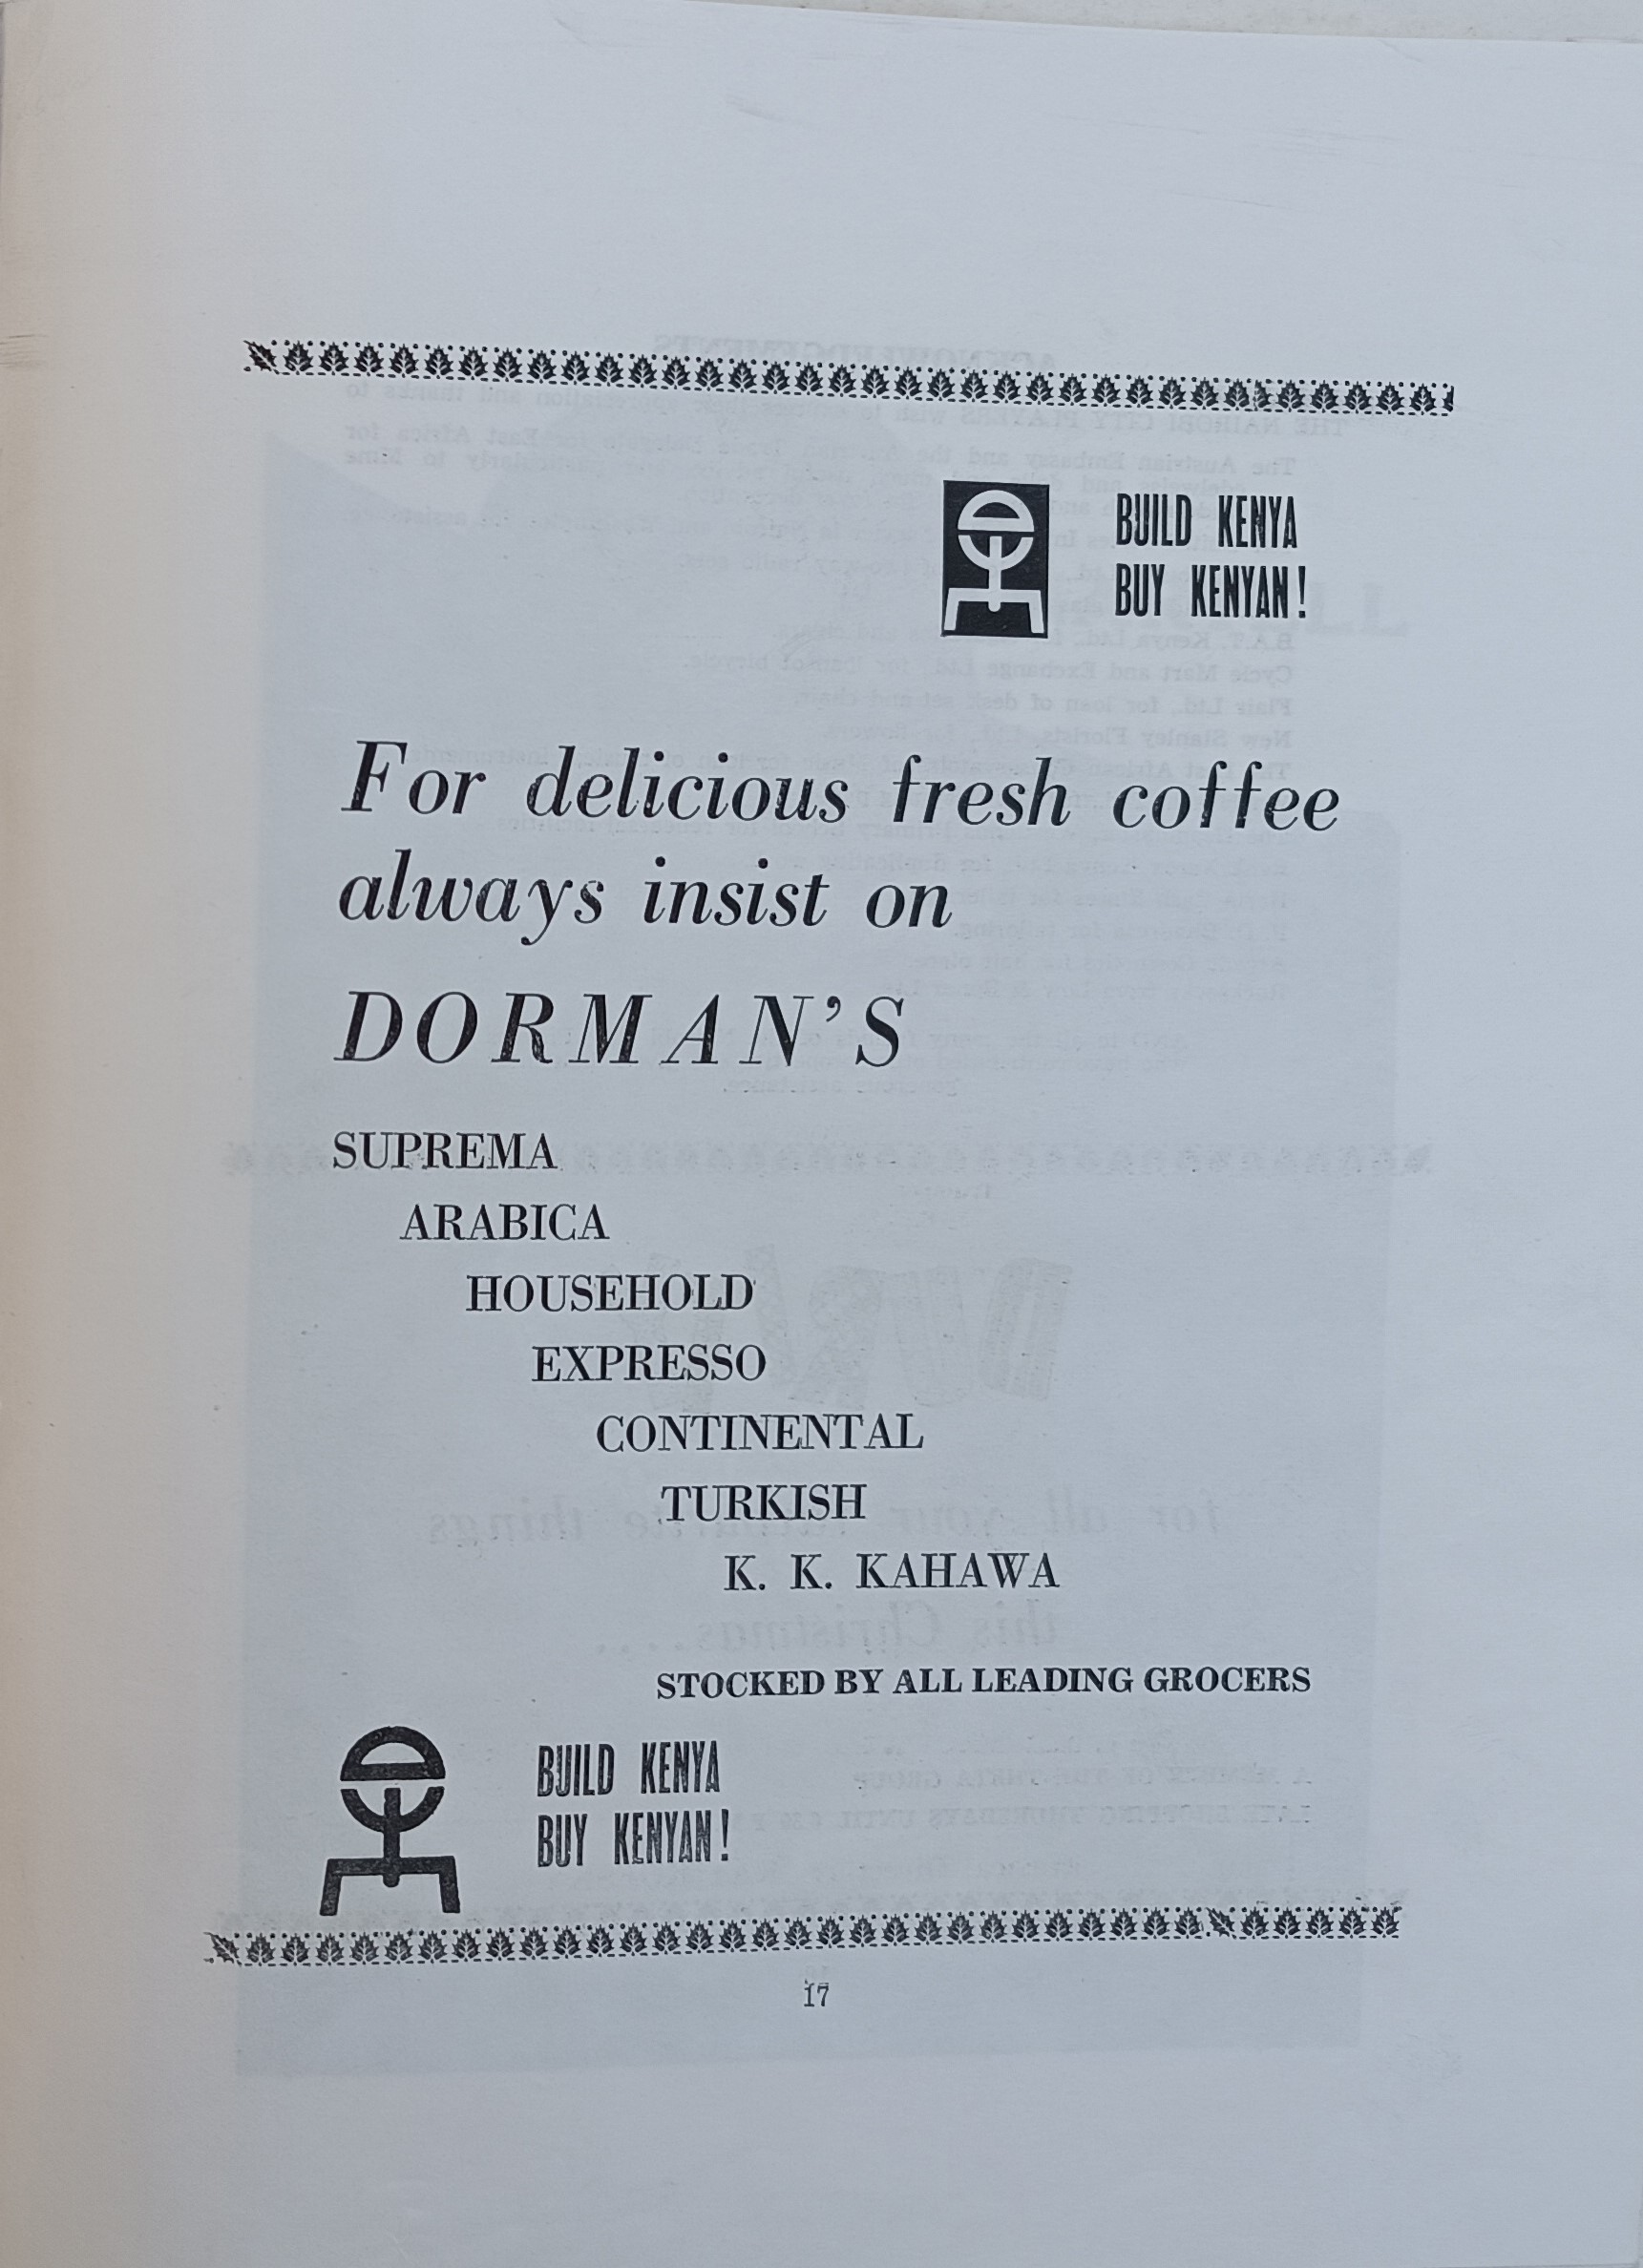 BUILD KENYA
BUY KENYAN!
For delicious fresh coffee
always insist on
DORMAN'S
SUPREMA
ARABICA
HOUSEHOLD
EXPRESSO
CONTINENTAL
TURKISH
K. K. KAHAWA
STOCKED BY ALL LEADING GROCERS
BUILD KENYA
BUY KENYAN!
17